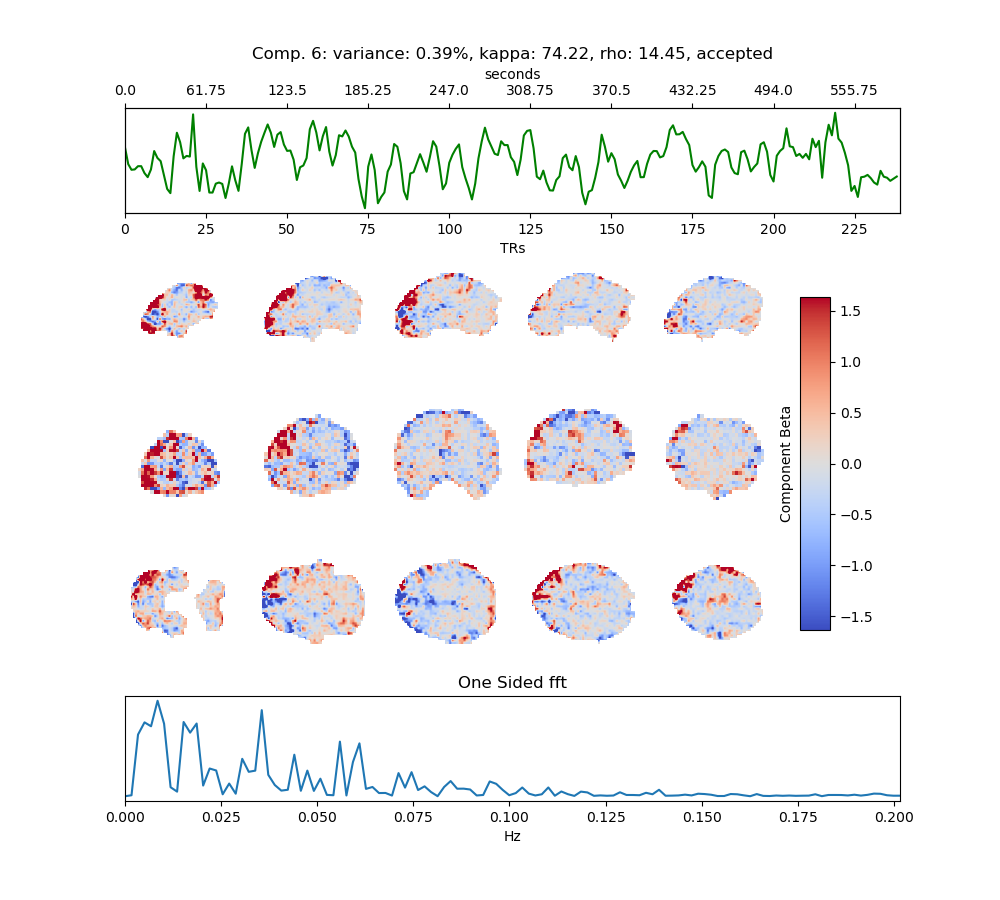 Comp. 6: variance: 0.39%, kappa: 74.22, rho: 14.45, accepted
seconds
0.0 61.75 123.5 185.25 247.0 308.75 370.5 432.25 494.0 555.75
0 25 50 75 100 125 150 175 200 225
TRs
1.5
1.0
0.5
0.0
−0.5
−1.0
−1.5
Component Beta
One Sided fft
0.000 0.025 0.050 0.075 0.100 0.125 0.150 0.175 0.200
Hz